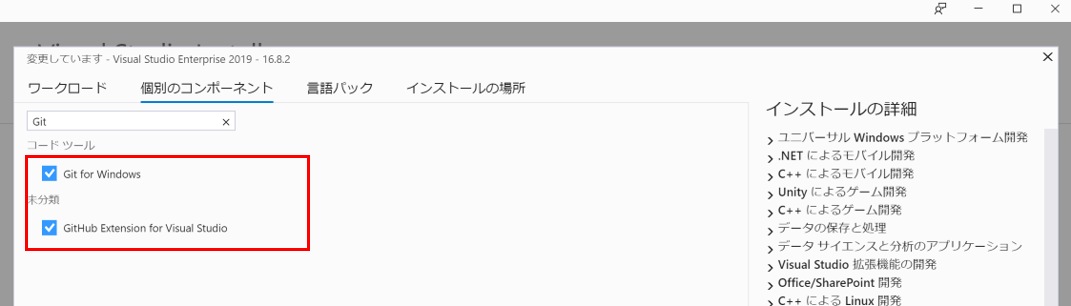 変更しています - Visual Studio Enterprise 2019 - 16.8.2
ワークロード 個別のコンポーネント 言語パック インストールの場所
Git
コード ツール
Git for Windows
未分類
GitHub Extension for Visual Studio
インストールの詳細
ユニバーサル Windows プラットフォーム開発
.NET によるモバイル開発
C++ によるモバイル開発
Unity によるゲーム開発
C++ によるゲーム開発
データの保存と処理
データ サイエンスと分析のアプリケーション
Visual Studio 拡張機能の開発
Office/SharePoint 開発
C++ による Linux 開発